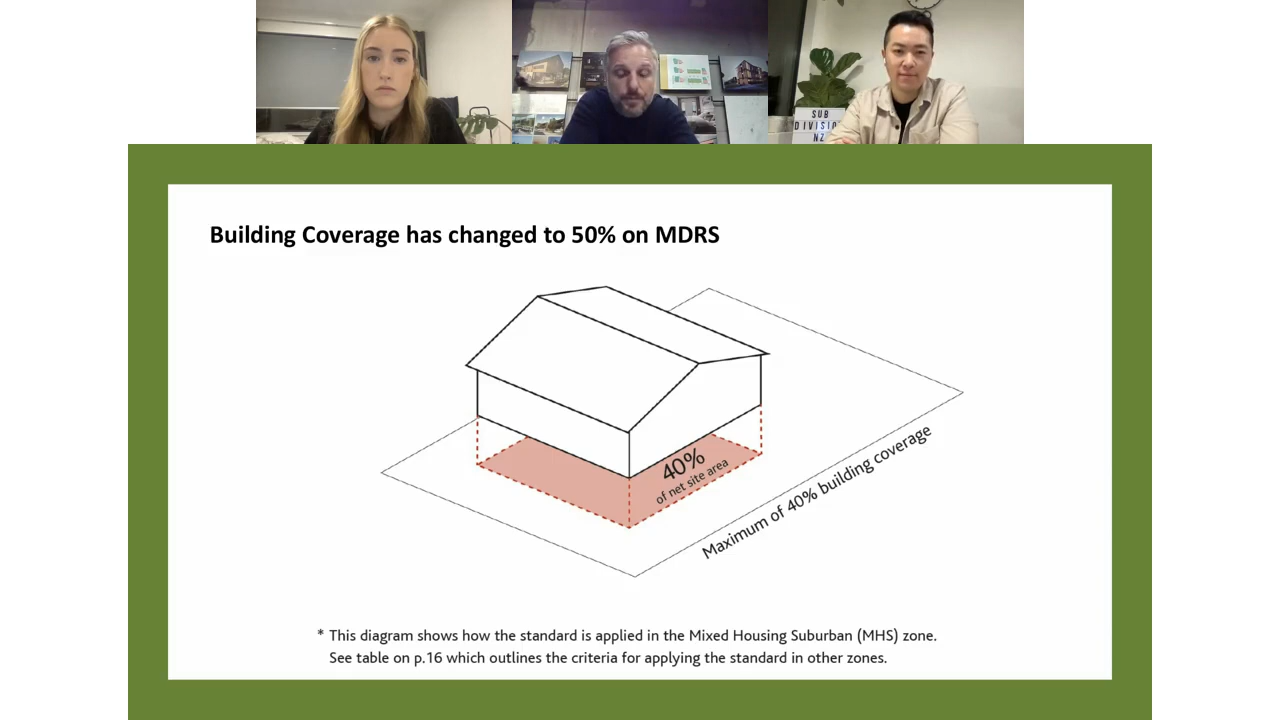 SUB
DIVISIO
NZ
Building Coverage has changed to 50% on MDRS
40%
of net site area
Maximum of 40% building coverage
* This diagram shows how the standard is applied in the Mixed Housing Suburban (MHS) zone.
See table on p.16 which outlines the criteria for applying the standard in other zones.